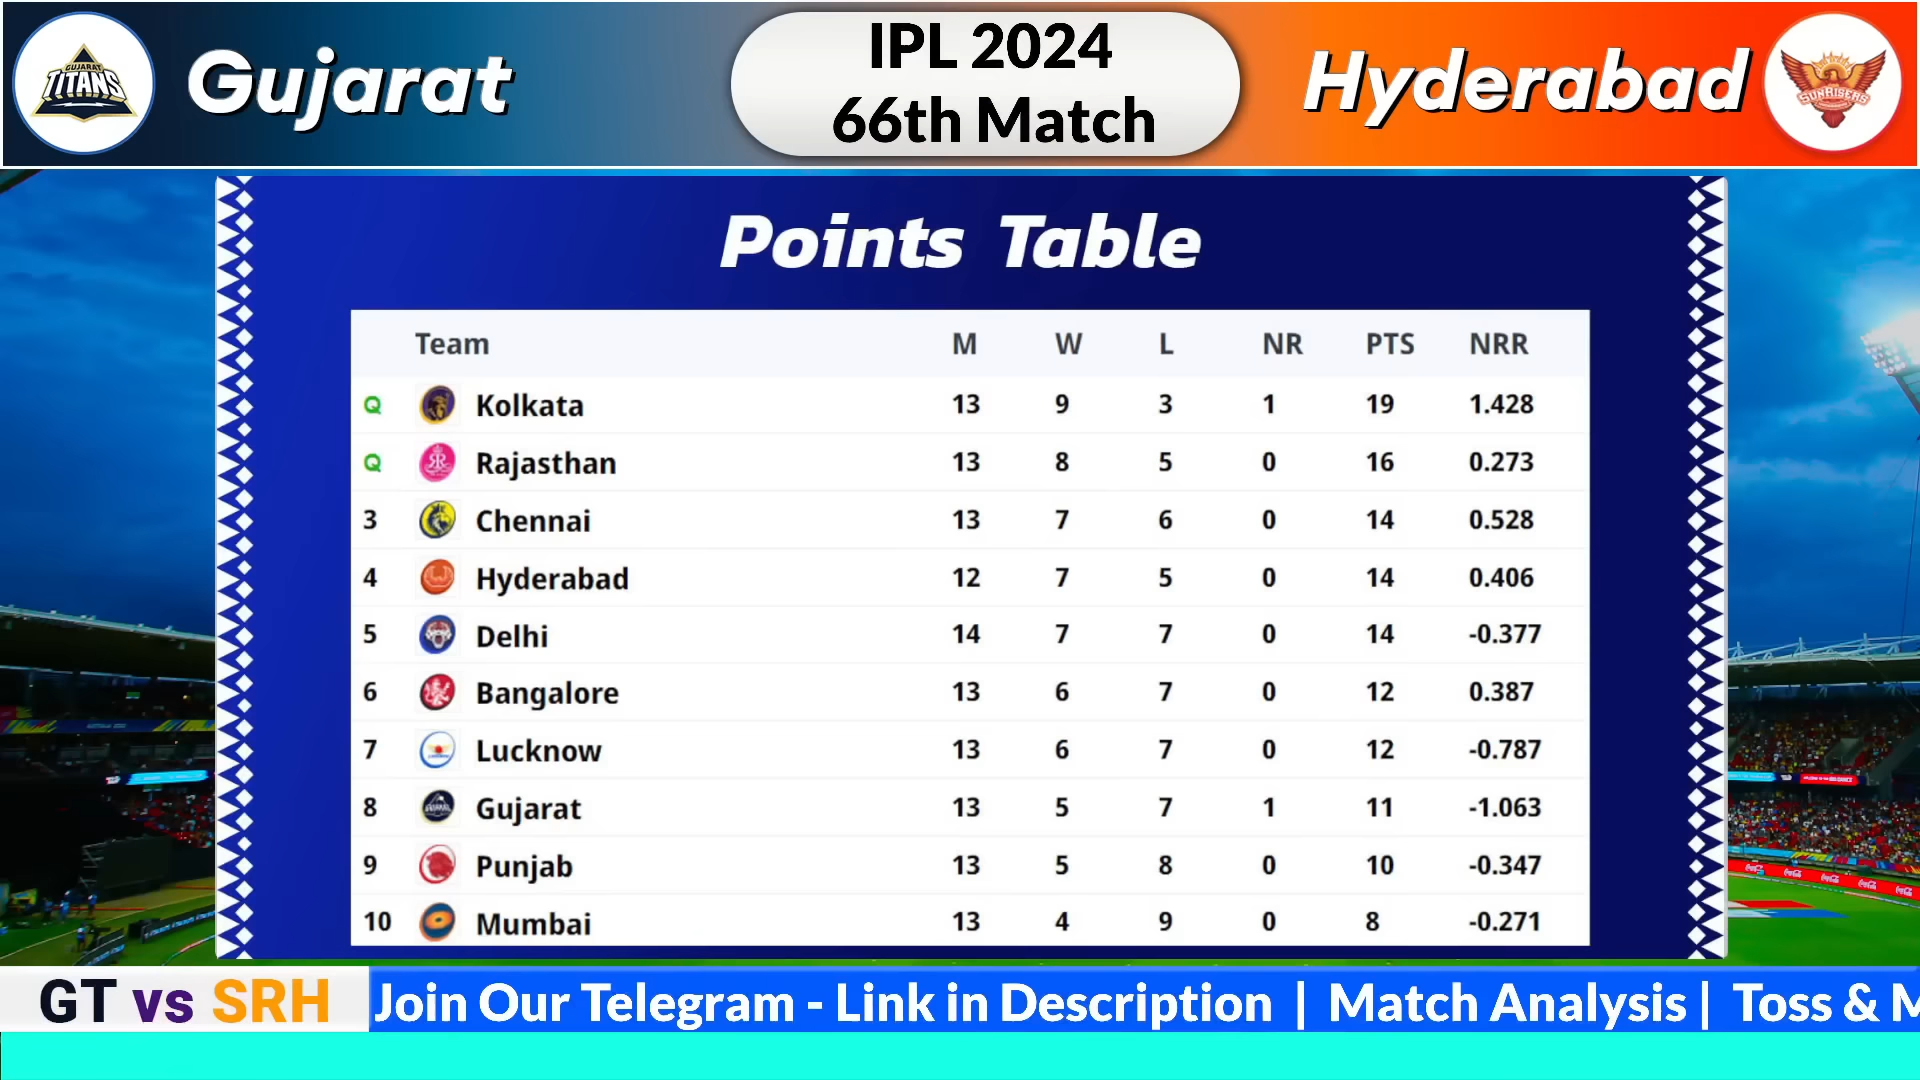 GUJARAT
TITANS
Gujarat
IPL 2024
66th Match
Hyderabad
SUNRISERS
Points Table
Team M W L NR PTS NRR
Q Kolkata 13 9 3 1 19 1.428
Q Rajasthan 13 8 5 0 16 0.273
3 Chennai 13 7 6 0 14 0.528
4 Hyderabad 12 7 5 0 14 0.406
5 Delhi 14 7 7 0 14 -0.377
6 Bangalore 13 6 7 0 12 0.387
7 Lucknow 13 6 7 0 12 -0.787
8 Gujarat 13 5 7 1 11 -1.063
9 Punjab 13 5 8 0 10 -0.347
10 Mumbai 13 4 9 0 8 -0.271
GT vs SRH
Join Our Telegram - Link in Description | Match Analysis | Toss & M